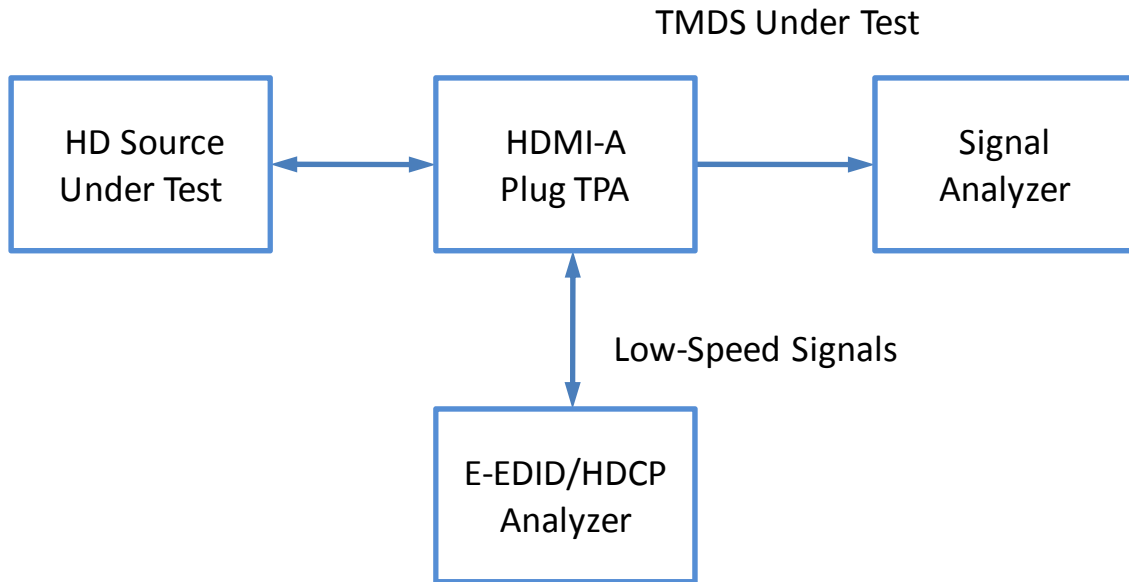 TMDS Under Test
HD Source
Under Test
HDMI-A
Plug TPA
Signal
Analyzer
Low-Speed Signals
E-EDID/HDCP
Analyzer